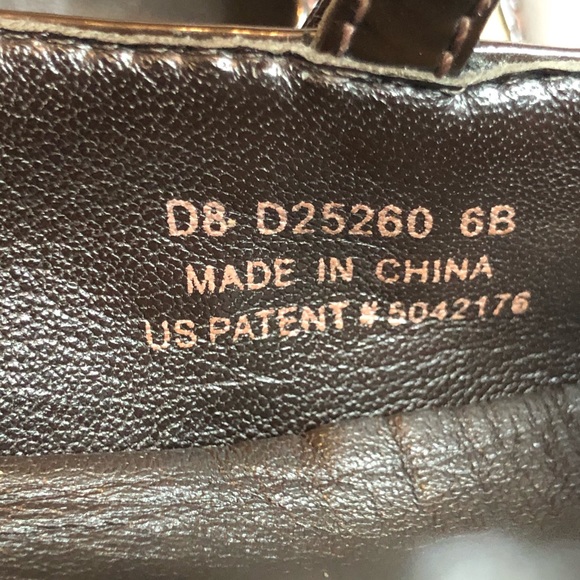 D8- D25260 6B
MADE IN CHINA
US PATENT #5042176